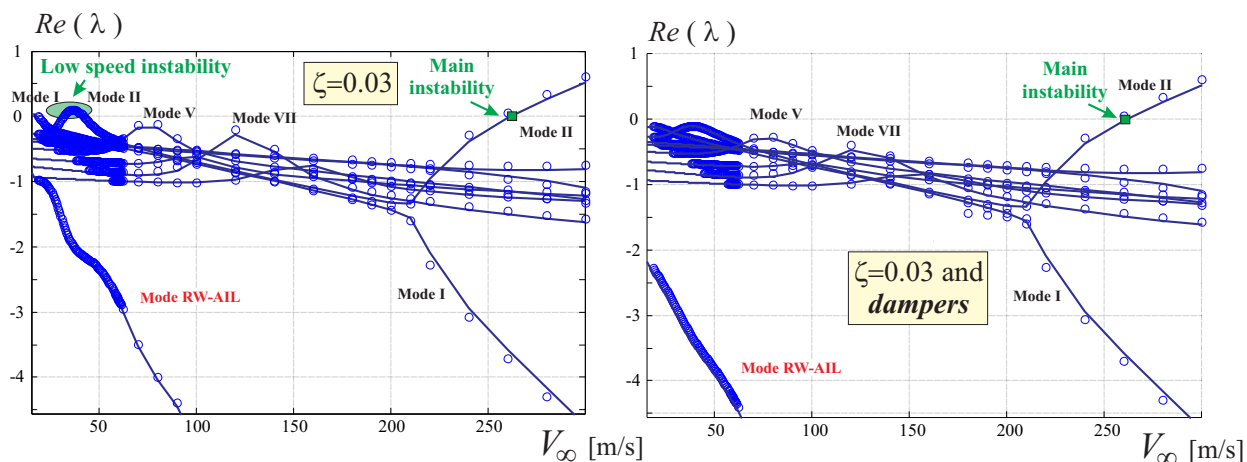 Re ( λ )
1
0
-1
-2
-3
-4
Low speed instability
Mode I
Mode II
Mode V
Mode VII
ζ=0.03
Main
instability
Mode II
Mode RW-AIL
Mode I
50
100
150
200
250
V∞ [m/s]
Re ( λ )
1
0
-1
-2
-3
-4
Mode V
Mode VII
Main
instability
Mode II
ζ=0.03 and
dampers
Mode I
Mode RW-AIL
50
100
150
200
250
V∞ [m/s]